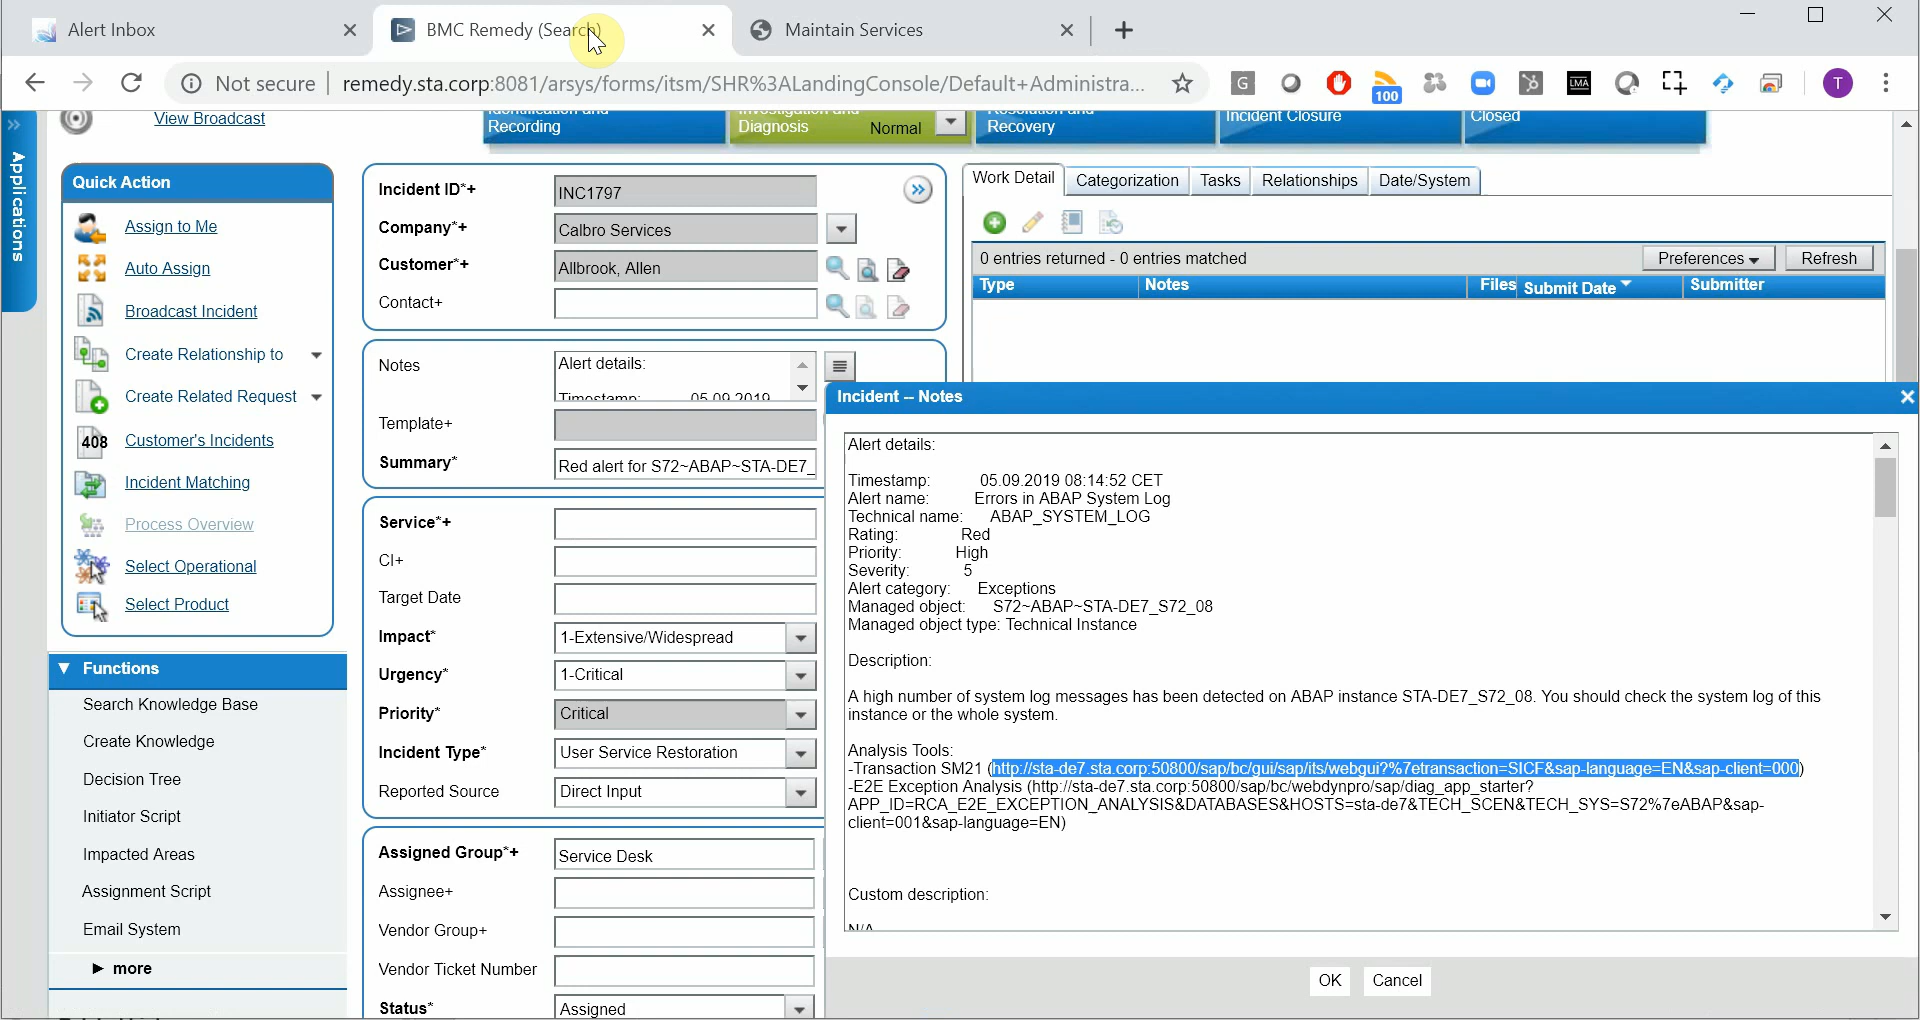 Alert Inbox
BMC Remedy (Search)
Maintain Services
Not secure | remedy.sta.corp:8081/arsys/forms/itsm/SHR%3ALandingConsole/Default+Administra...
G
100
LMA
T
Applications
View Broadcast
Identification and
Recording
Investigation and
Diagnosis
Normal
Resolution and
Recovery
Incident Closure
Closed
Quick Action
Assign to Me
Auto Assign
Broadcast Incident
Create Relationship to
Create Related Request
408
Customer's Incidents
Incident Matching
Process Overview
Select Operational
Select Product
Functions
Search Knowledge Base
Create Knowledge
Decision Tree
Initiator Script
Impacted Areas
Assignment Script
Email System
more
Incident ID*+
INC1797
Company*+
Calbro Services
Customer*+
Allbrook, Allen
Contact+
Notes
Alert details:
Timestamp: 05.09.2019
Template+
Summary*
Red alert for S72~ABAP~STA-DE7_
Service*+
CI+
Target Date
Impact*
1-Extensive/Widespread
Urgency*
1-Critical
Priority*
Critical
Incident Type*
User Service Restoration
Reported Source
Direct Input
Assigned Group*+
Service Desk
Assignee+
Vendor Group+
Vendor Ticket Number
Status*
Assigned
Work Detail
Categorization
Tasks
Relationships
Date/System
0 entries returned - 0 entries matched
Preferences
Refresh
Type
Notes
Files
Submit Date
Submitter
Incident – Notes
Alert details:
Timestamp: 05.09.2019 08:14:52 CET
Alert name: Errors in ABAP System Log
Technical name: ABAP_SYSTEM_LOG
Rating: Red
Priority: High
Severity: 5
Alert category: Exceptions
Managed object: S72~ABAP~STA-DE7_S72_08
Managed object type: Technical Instance
Description:
A high number of system log messages has been detected on ABAP instance STA-DE7_S72_08. You should check the system log of this
instance or the whole system.
Analysis Tools:
-Transaction SM21 (http://sta-de7.sta.corp:50800/sap/bc/gui/sap/its/webgui?%7etransaction=SICF&sap-language=EN&sap-client=000)
-E2E Exception Analysis (http://sta-de7.sta.corp:50800/sap/bc/webdynpro/sap/diag_app_starter?
APP_ID=RCA_E2E_EXCEPTION_ANALYSIS&DATABASES&HOSTS=sta-de7&TECH_SCEN&TECH_SYS=S72%7eABAP&sap-
client=001&sap-language=EN)
Custom description:
N/A
OK
Cancel